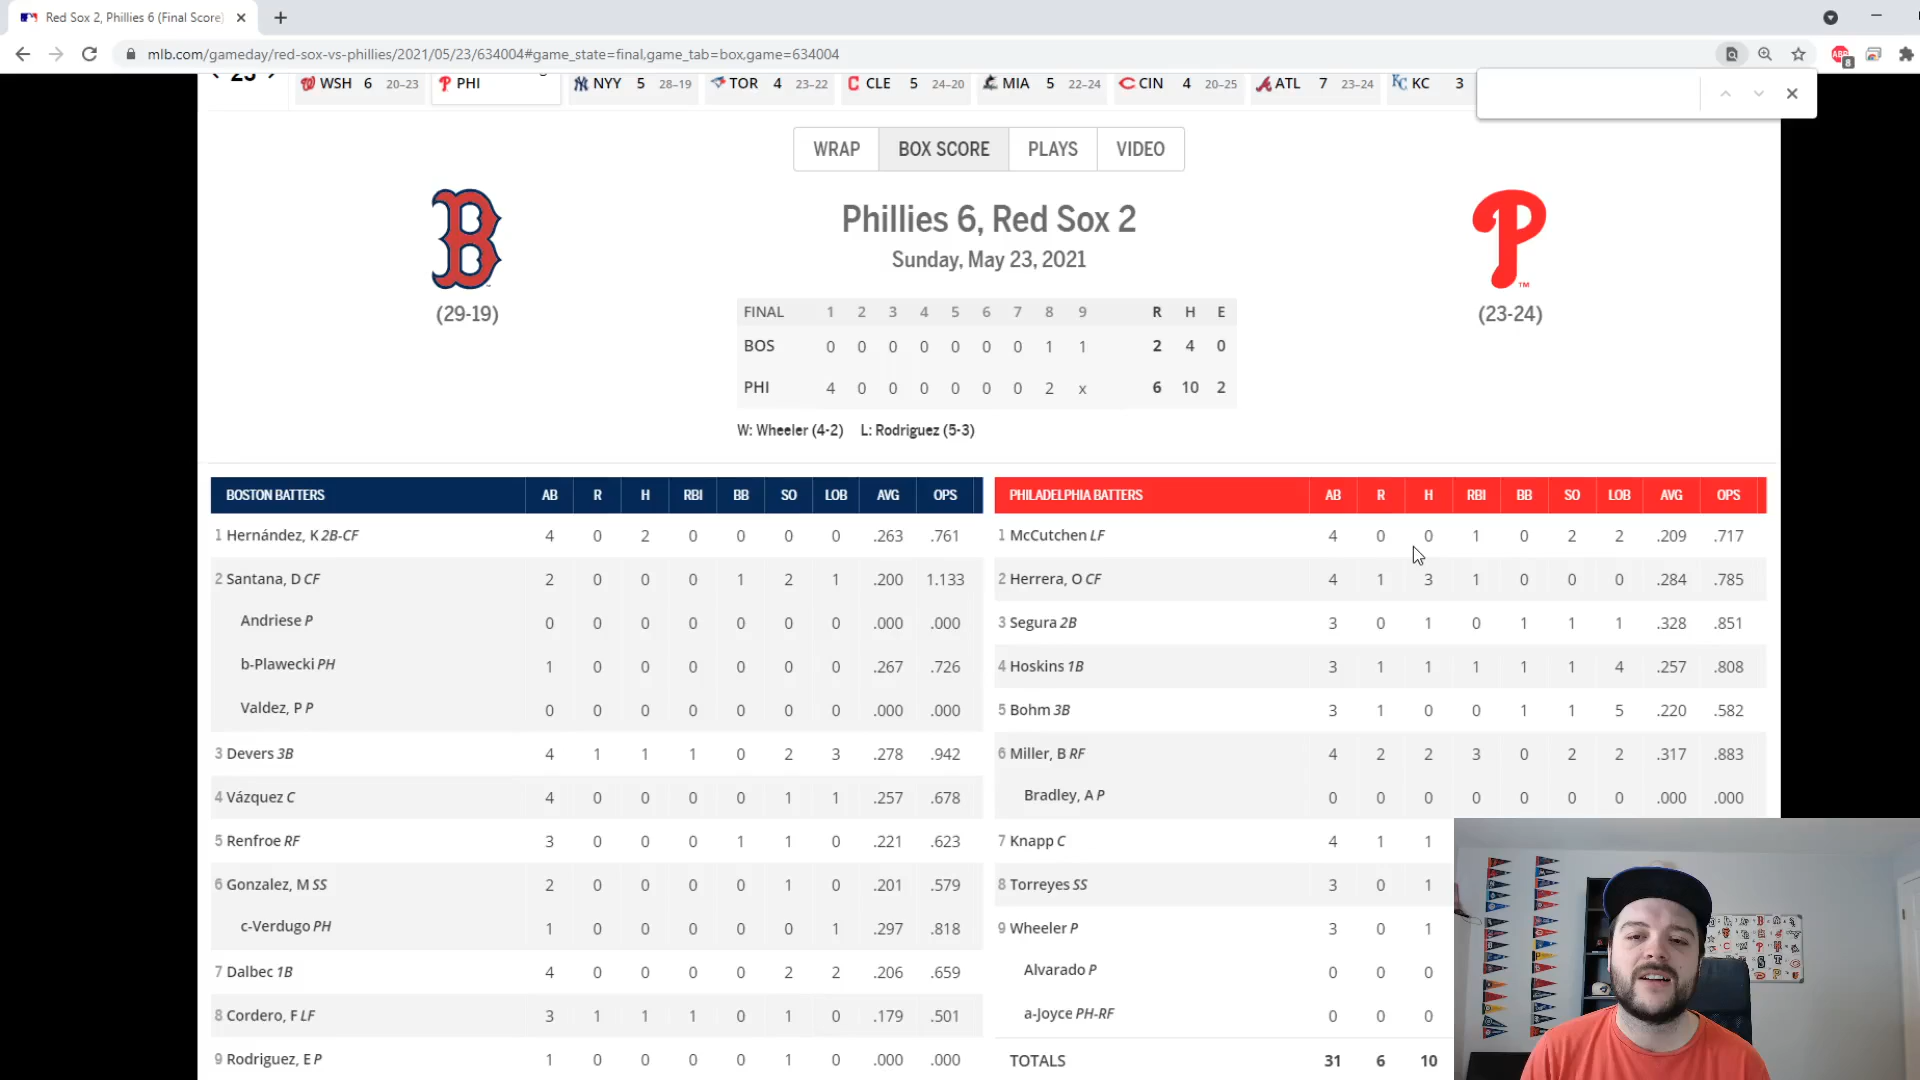 Red Sox 2, Phillies 6 (Final Score)
mlb.com/gameday/red-sox-vs-phillies/2021/05/23/634004#game_state=final,game_tab=box,game=634004
ABP 8
WSH 6 20-23 PHI NYY 5 28-19 TOR 4 23-22 CLE 5 24-20 MIA 5 22-24 CIN 4 20-25 ATL 7 23-24 KC 3
WRAP BOX SCORE PLAYS VIDEO
Phillies 6, Red Sox 2
Sunday, May 23, 2021
B
(29-19)
P
TM
(23-24)
FINAL 1 2 3 4 5 6 7 8 9 R H E
BOS 0 0 0 0 0 0 0 1 1 2 4 0
PHI 4 0 0 0 0 0 0 2 x 6 10 2
W: Wheeler (4-2) L: Rodriguez (5-3)
BOSTON BATTERS AB R H RBI BB SO LOB AVG OPS
1 Hernández, K 2B-CF 4 0 2 0 0 0 0 .263 .761
2 Santana, D CF 2 0 0 0 1 2 1 .200 1.133
Andriese P 0 0 0 0 0 0 0 .000 .000
b-Plawecki PH 1 0 0 0 0 0 0 .267 .726
Valdez, P P 0 0 0 0 0 0 0 .000 .000
3 Devers 3B 4 1 1 1 0 2 3 .278 .942
4 Vázquez C 4 0 0 0 0 1 1 .257 .678
5 Renfroe RF 3 0 0 0 1 1 0 .221 .623
6 Gonzalez, M SS 2 0 0 0 0 1 0 .201 .579
c-Verdugo PH 1 0 0 0 0 0 1 .297 .818
7 Dalbec 1B 4 0 0 0 0 2 2 .206 .659
8 Cordero, F LF 3 1 1 1 0 1 0 .179 .501
9 Rodriguez, E P 1 0 0 0 0 1 0 .000 .000
PHILADELPHIA BATTERS AB R H RBI BB SO LOB AVG OPS
1 McCutchen LF 4 0 0 1 0 2 2 .209 .717
2 Herrera, O CF 4 1 3 1 0 0 0 .284 .785
3 Segura 2B 3 0 1 0 1 1 1 .328 .851
4 Hoskins 1B 3 1 1 1 1 1 4 .257 .808
5 Bohm 3B 3 1 0 0 1 1 5 .220 .582
6 Miller, B RF 4 2 2 3 0 2 2 .317 .883
Bradley, A P 0 0 0 0 0 0 0 .000 .000
7 Knapp C 4 1 1
8 Torreyes SS 3 0 1
9 Wheeler P 3 0 1
Alvarado P 0 0 0
a-Joyce PH-RF 0 0 0
TOTALS 31 6 10